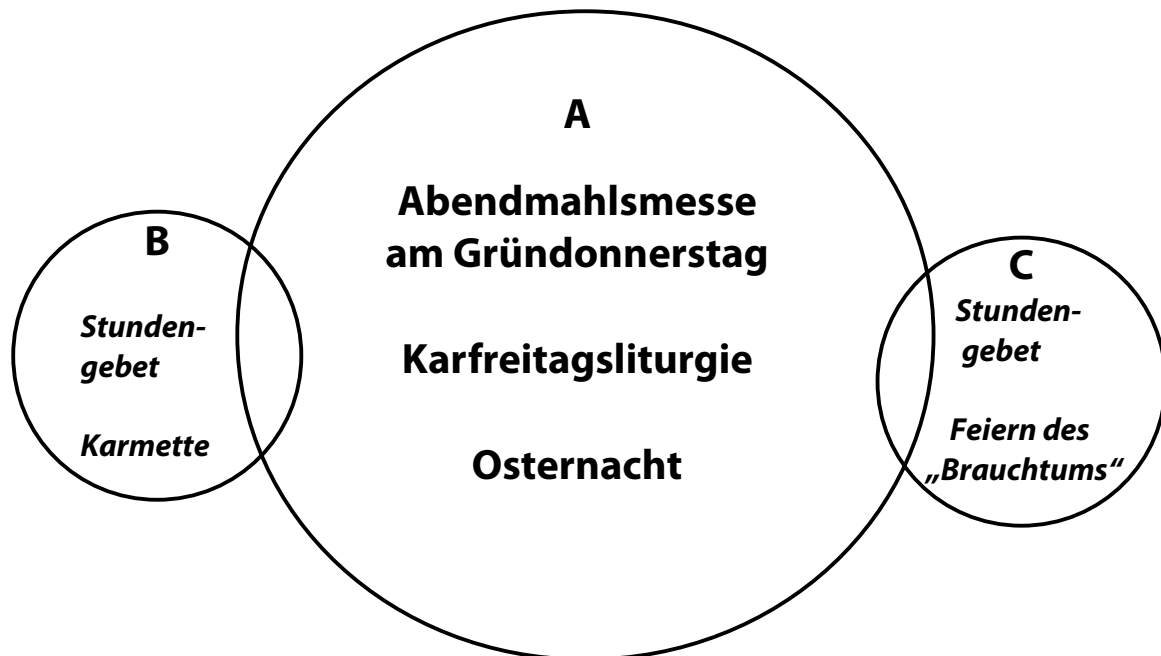 A
Abendmahlsmesse
am Gründonnerstag
Karfreitagsliturgie
Osternacht
B
Stunden-
gebet
Karmette
C
Stunden-
gebet
Feiern des
„Brauchtums“